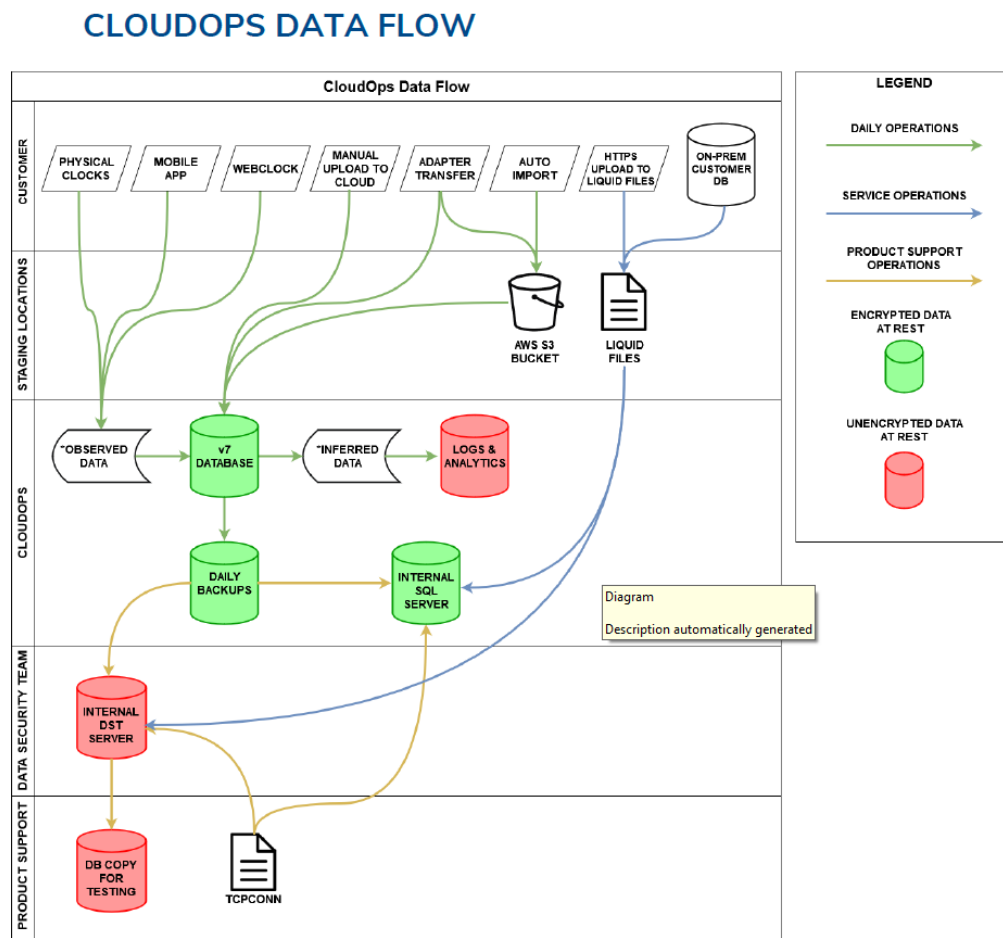 CLOUDOPS DATA FLOW
CloudOps Data Flow
CUSTOMER
PHYSICAL
CLOCKS
MOBILE
APP
WEBCLOCK
MANUAL
UPLOAD TO
CLOUD
ADAPTER
TRANSFER
AUTO
IMPORT
HTTPS
UPLOAD TO
LIQUID FILES
ON-PREM
CUSTOMER
DB
STAGING LOCATIONS
AWS S3
BUCKET
LIQUID
FILES
CLOUDOPS
*OBSERVED
DATA
v7
DATABASE
*INFERRED
DATA
LOGS &
ANALYTICS
DAILY
BACKUPS
INTERNAL
SQL
SERVER
Diagram
Description automatically generated
DATA SECURITY TEAM
INTERNAL
DST
SERVER
PRODUCT SUPPORT
DB COPY
FOR
TESTING
TCPCONN
LEGEND
DAILY OPERATIONS
SERVICE OPERATIONS
PRODUCT SUPPORT
OPERATIONS
ENCRYPTED DATA
AT REST
UNENCRYPTED DATA
AT REST